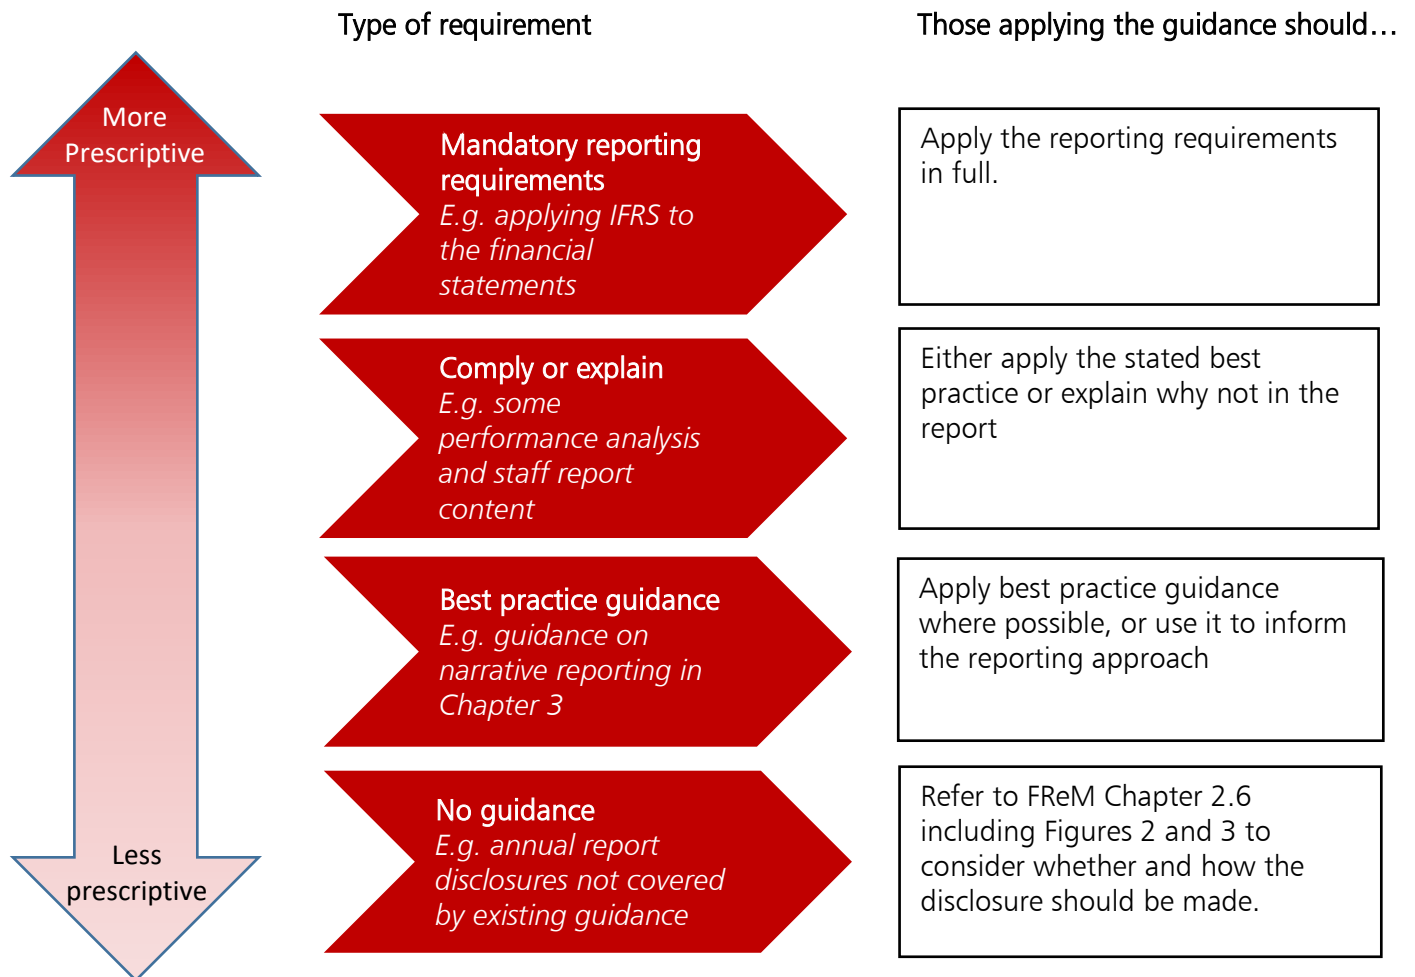 Type of requirement
Those applying the guidance should...
More
Prescriptive
Mandatory reporting
requirements
E.g. applying IFRS to
the financial
statements
Apply the reporting requirements
in full.
Comply or explain
E.g. some
performance analysis
and staff report
content
Either apply the stated best
practice or explain why not in the
report
Best practice guidance
E.g. guidance on
narrative reporting in
Chapter 3
Apply best practice guidance
where possible, or use it to inform
the reporting approach
No guidance
E.g. annual report
disclosures not covered
by existing guidance
Refer to FReM Chapter 2.6
including Figures 2 and 3 to
consider whether and how the
disclosure should be made.
Less
prescriptive